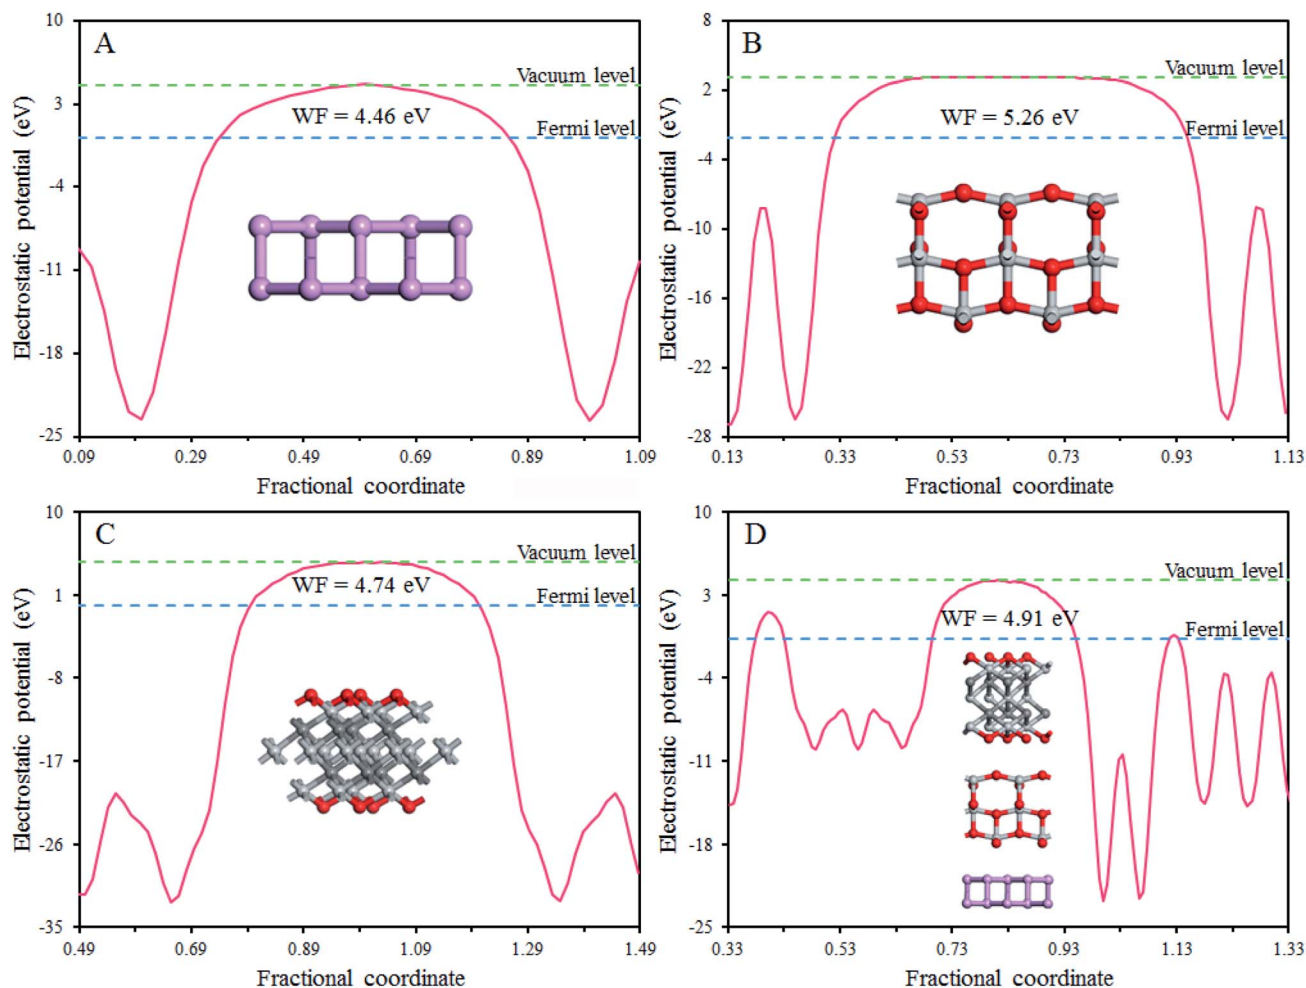 A
Electrostatic potential (eV)
10
3
-4
-11
-18
-25
Vacuum level
WF = 4.46 eV
Fermi level
0.09 0.29 0.49 0.69 0.89 1.09
Fractional coordinate
B
Electrostatic potential (eV)
8
2
-4
-10
-16
-22
-28
Vacuum level
WF = 5.26 eV
Fermi level
0.13 0.33 0.53 0.73 0.93 1.13
Fractional coordinate
C
Electrostatic potential (eV)
10
1
-8
-17
-26
-35
Vacuum level
WF = 4.74 eV
Fermi level
0.49 0.69 0.89 1.09 1.29 1.49
Fractional coordinate
D
Electrostatic potential (eV)
10
3
-4
-11
-18
-25
Vacuum level
WF = 4.91 eV
Fermi level
0.33 0.53 0.73 0.93 1.13 1.33
Fractional coordinate